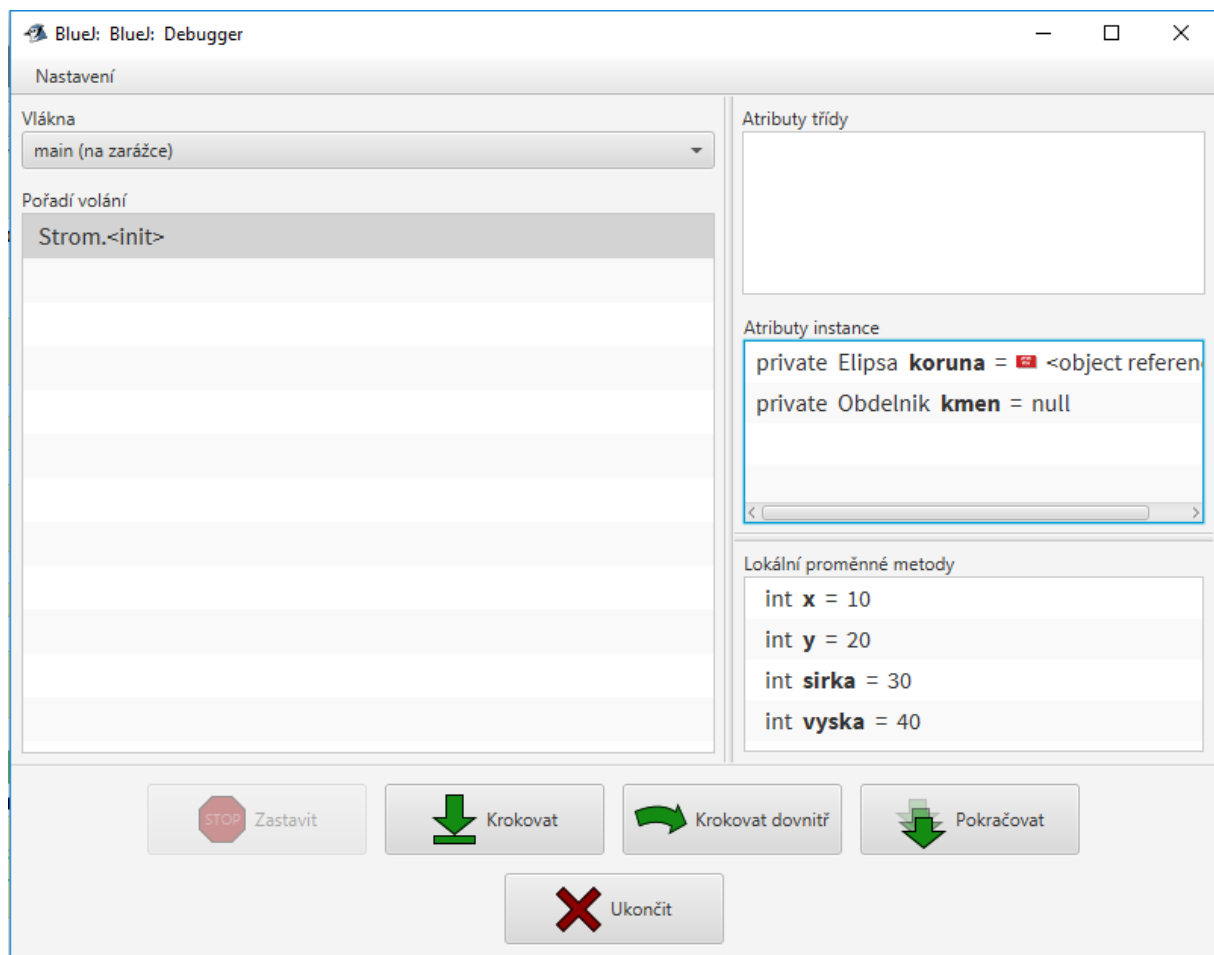 BlueJ: BlueJ: Debugger
Nastavení
Vlákna
main (na zarážce)
Pořadí volání
Strom.<init>
Atributy třídy
Atributy instance
private Elipsa koruna = <object referen
private Obdelnik kmen = null
Lokální proměnné metody
int x = 10
int y = 20
int sirka = 30
int vyska = 40
STOP Zastavit
Krokovat
Krokovat dovnitř
Pokračovat
Ukončit